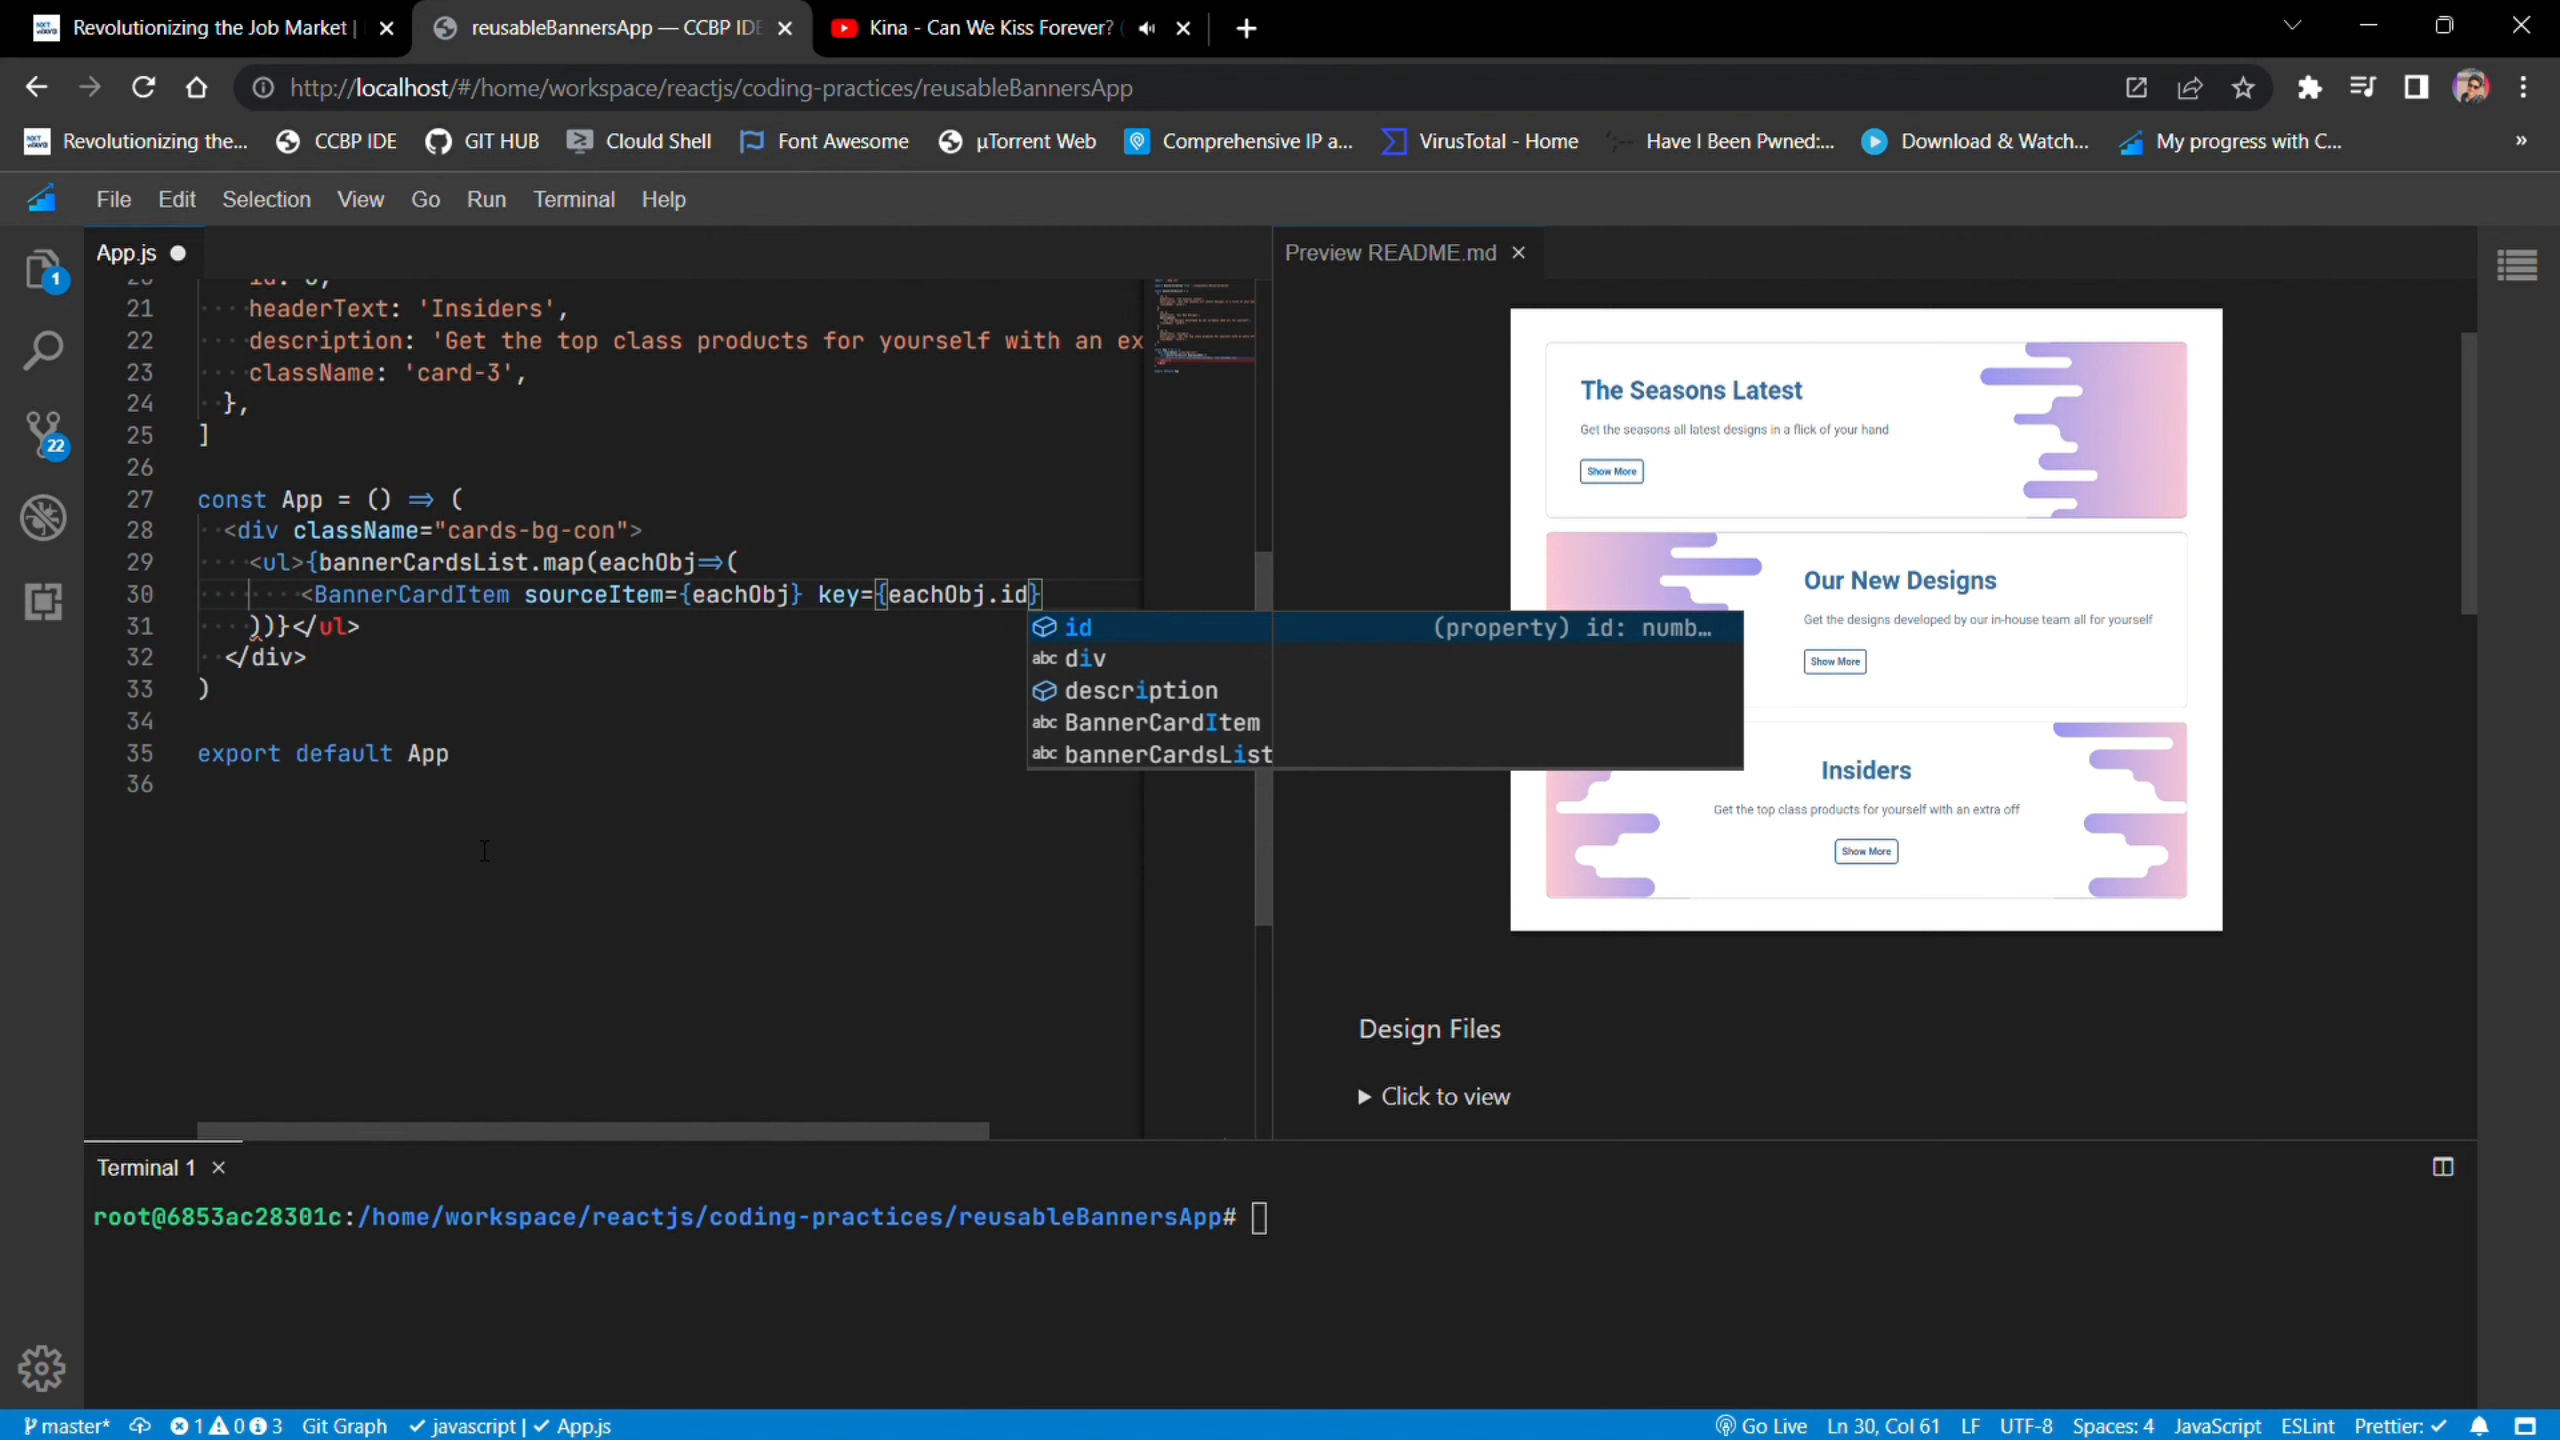 Revolutionizing the Job Market |
reusableBannersApp — CCBP IDE
Kina - Can We Kiss Forever? (
http://localhost/#/home/workspace/reactjs/coding-practices/reusableBannersApp
Revolutionizing the...
CCBP IDE
GIT HUB
Clould Shell
Font Awesome
µTorrent Web
Comprehensive IP a...
VirusTotal - Home
Have I Been Pwned:...
Download & Watch...
My progress with C...
»
File Edit Selection View Go Run Terminal Help
App.js
21 headerText: 'Insiders',
22 description: 'Get the top class products for yourself with an ex
23 className: 'card-3',
24 },
25 ]
26
27 const App = () => (
28 <div className="cards-bg-con">
29 <ul>{bannerCardsList.map(eachObj=>(
30 <BannerCardItem sourceItem={eachObj} key={eachObj.id}
31 ))}</ul>
32 </div>
33 )
34
35 export default App
36
id (property) id: numb...
div
description
BannerCardItem
bannerCardsList
1
22
Preview README.md
The Seasons Latest
Get the seasons all latest designs in a flick of your hand
Show More
Our New Designs
Get the designs developed by our in-house team all for yourself
Show More
Insiders
Get the top class products for yourself with an extra off
Show More
Design Files
Click to view
Terminal 1
root@6853ac28301c:/home/workspace/reactjs/coding-practices/reusableBannersApp#
master* 1 0 3 Git Graph javascript | App.js
Go Live Ln 30, Col 61 LF UTF-8 Spaces: 4 JavaScript ESLint Prettier: